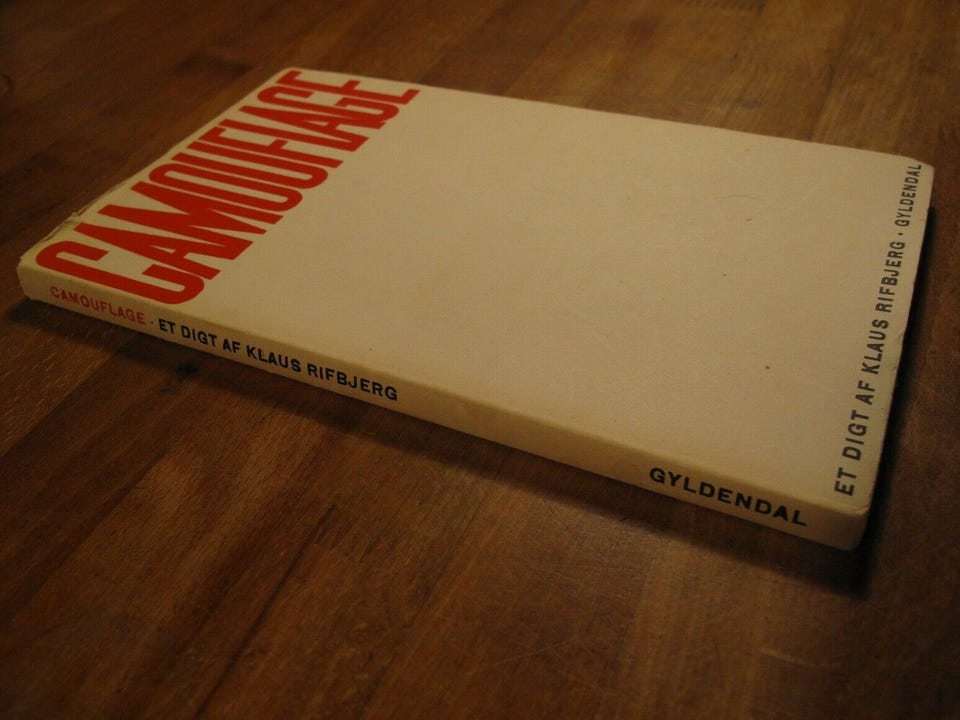 CAMOUFLAGE
ET DIGT AF KLAUS RIFBJERG · GYLDENDAL
CAMOUFLAGE · ET DIGT AF KLAUS RIFBJERG GYLDENDAL